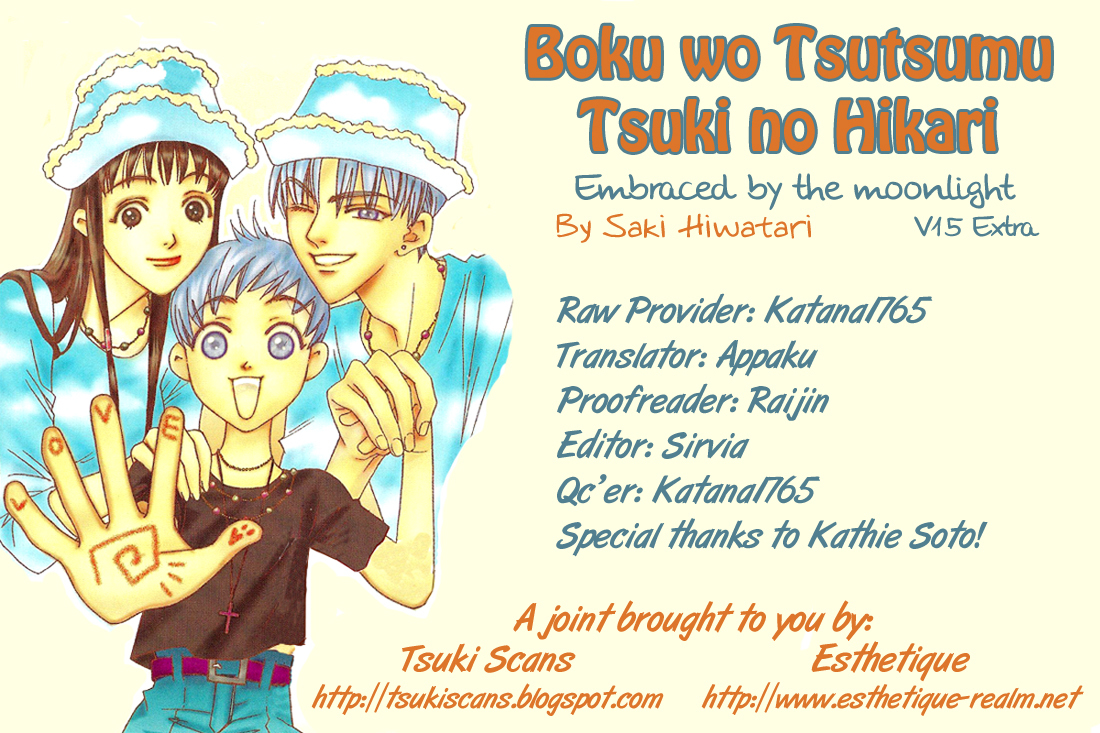 Boku wo Tsutsumu
Tsuki no Hikari
Embraced by the moonlight
By Saki Hiwatari V15 Extra
Raw Provider: Katana1765
Translator: Appaku
Proofreader: Raijin
Editor: Sirvia
Qc'er: Katana1765
Special thanks to Kathie Soto!
L O V E
A joint brought to you by:
Tsuki Scans Esthetique
http://tsukiscans.blogspot.com http://www.esthetique-realm.net